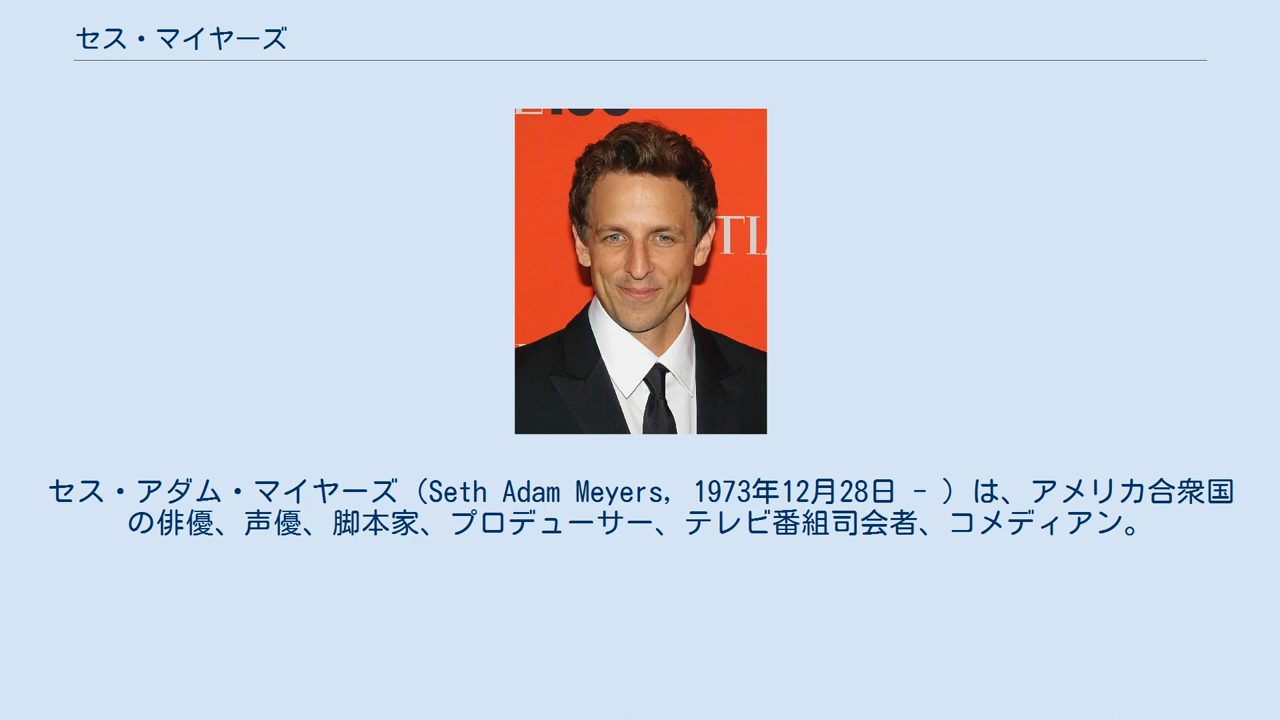 セス・マイヤーズ
TI
セス・アダム・マイヤーズ（Seth Adam Meyers, 1973年12月28日 - ）は、アメリカ合衆国
の俳優、声優、脚本家、プロデューサー、テレビ番組司会者、コメディアン。